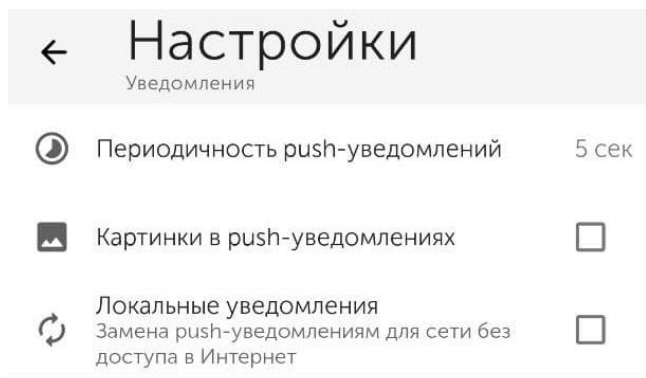 Настройки
Уведомления
Периодичность push-уведомлений 5 сек
Картинки в push-уведомлениях
Локальные уведомления
Замена push-уведомлениям для сети без
доступа в Интернет